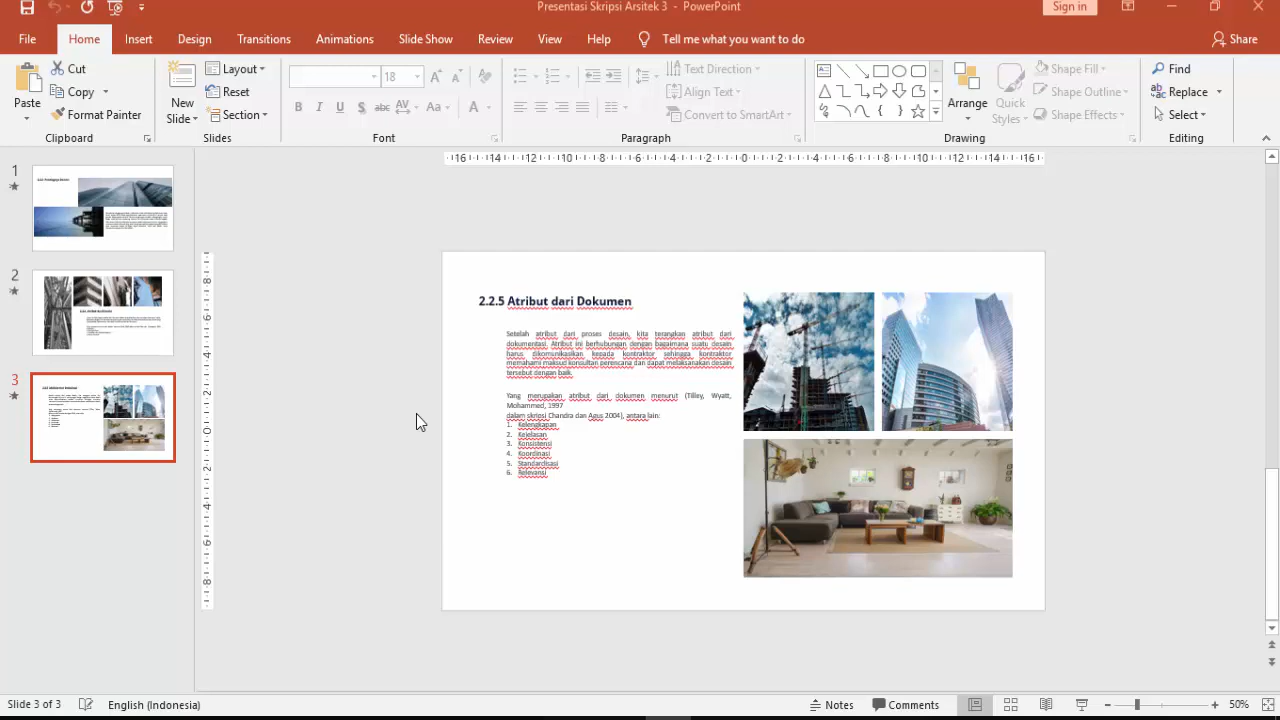 Presentasi Skripsi Arsitek 3 - PowerPoint
Sign in
File
Home
Insert
Design
Transitions
Animations
Slide Show
Review
View
Help
Tell me what you want to do
Share
Paste
Cut
Copy
Format Painter
Clipboard
New
Slide
Layout
Reset
Section
Slides
18
Font
Text Direction
Align Text
Convert to SmartArt
Paragraph
Arrange
Quick
Styles
Shape Fill
Shape Outline
Shape Effects
Drawing
Find
Replace
Select
Editing
1
2
3
2.2.5 Atribut dari Dokumen
Setelah atribut dari proses desain, kita terangkan atribut dari
dokumentasi. Atribut ini berhubungan dengan bagaimana suatu desain
harus dikomunikasikan kepada kontraktor sehingga kontraktor
memahami maksud konsultan perencana dan dapat melaksanakan desain
tersebut dengan baik.
Yang merupakan atribut dari dokumen menurut (Tilley, Wyatt,
Mohammed, 1997
dalam skripsi Chandra dan Agus 2004), antara lain:
1. Kelengkapan
2. Kejelasan
3. Konsistensi
4. Koordinasi
5. Standardisasi
6. Relevansi
Slide 3 of 3
English (Indonesia)
Notes
Comments
50%